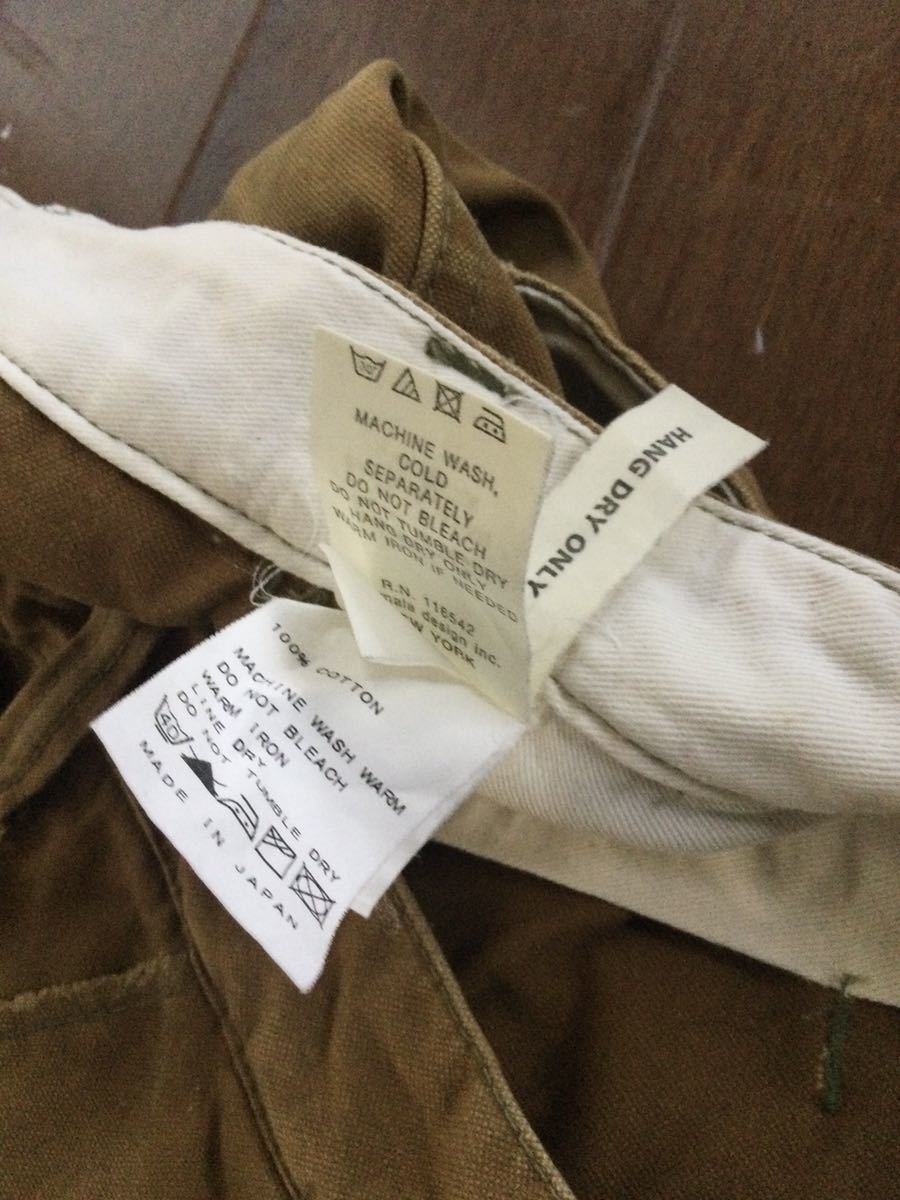 MACHINE WASH,
COLD
SEPARATELY
DO NOT BLEACH
DO NOT TUMBLE DRY
HANG DRY ONLY
WARM IRON IF NEEDED
R.N. 116542
design inc.
YORK
HANG DRY ONLY
100% COTTON
MACHINE WASH WARM
DO NOT BLEACH
WARM IRON
LINE DRY
DO NOT TUMBLE DRY
40
MADE IN JAPAN